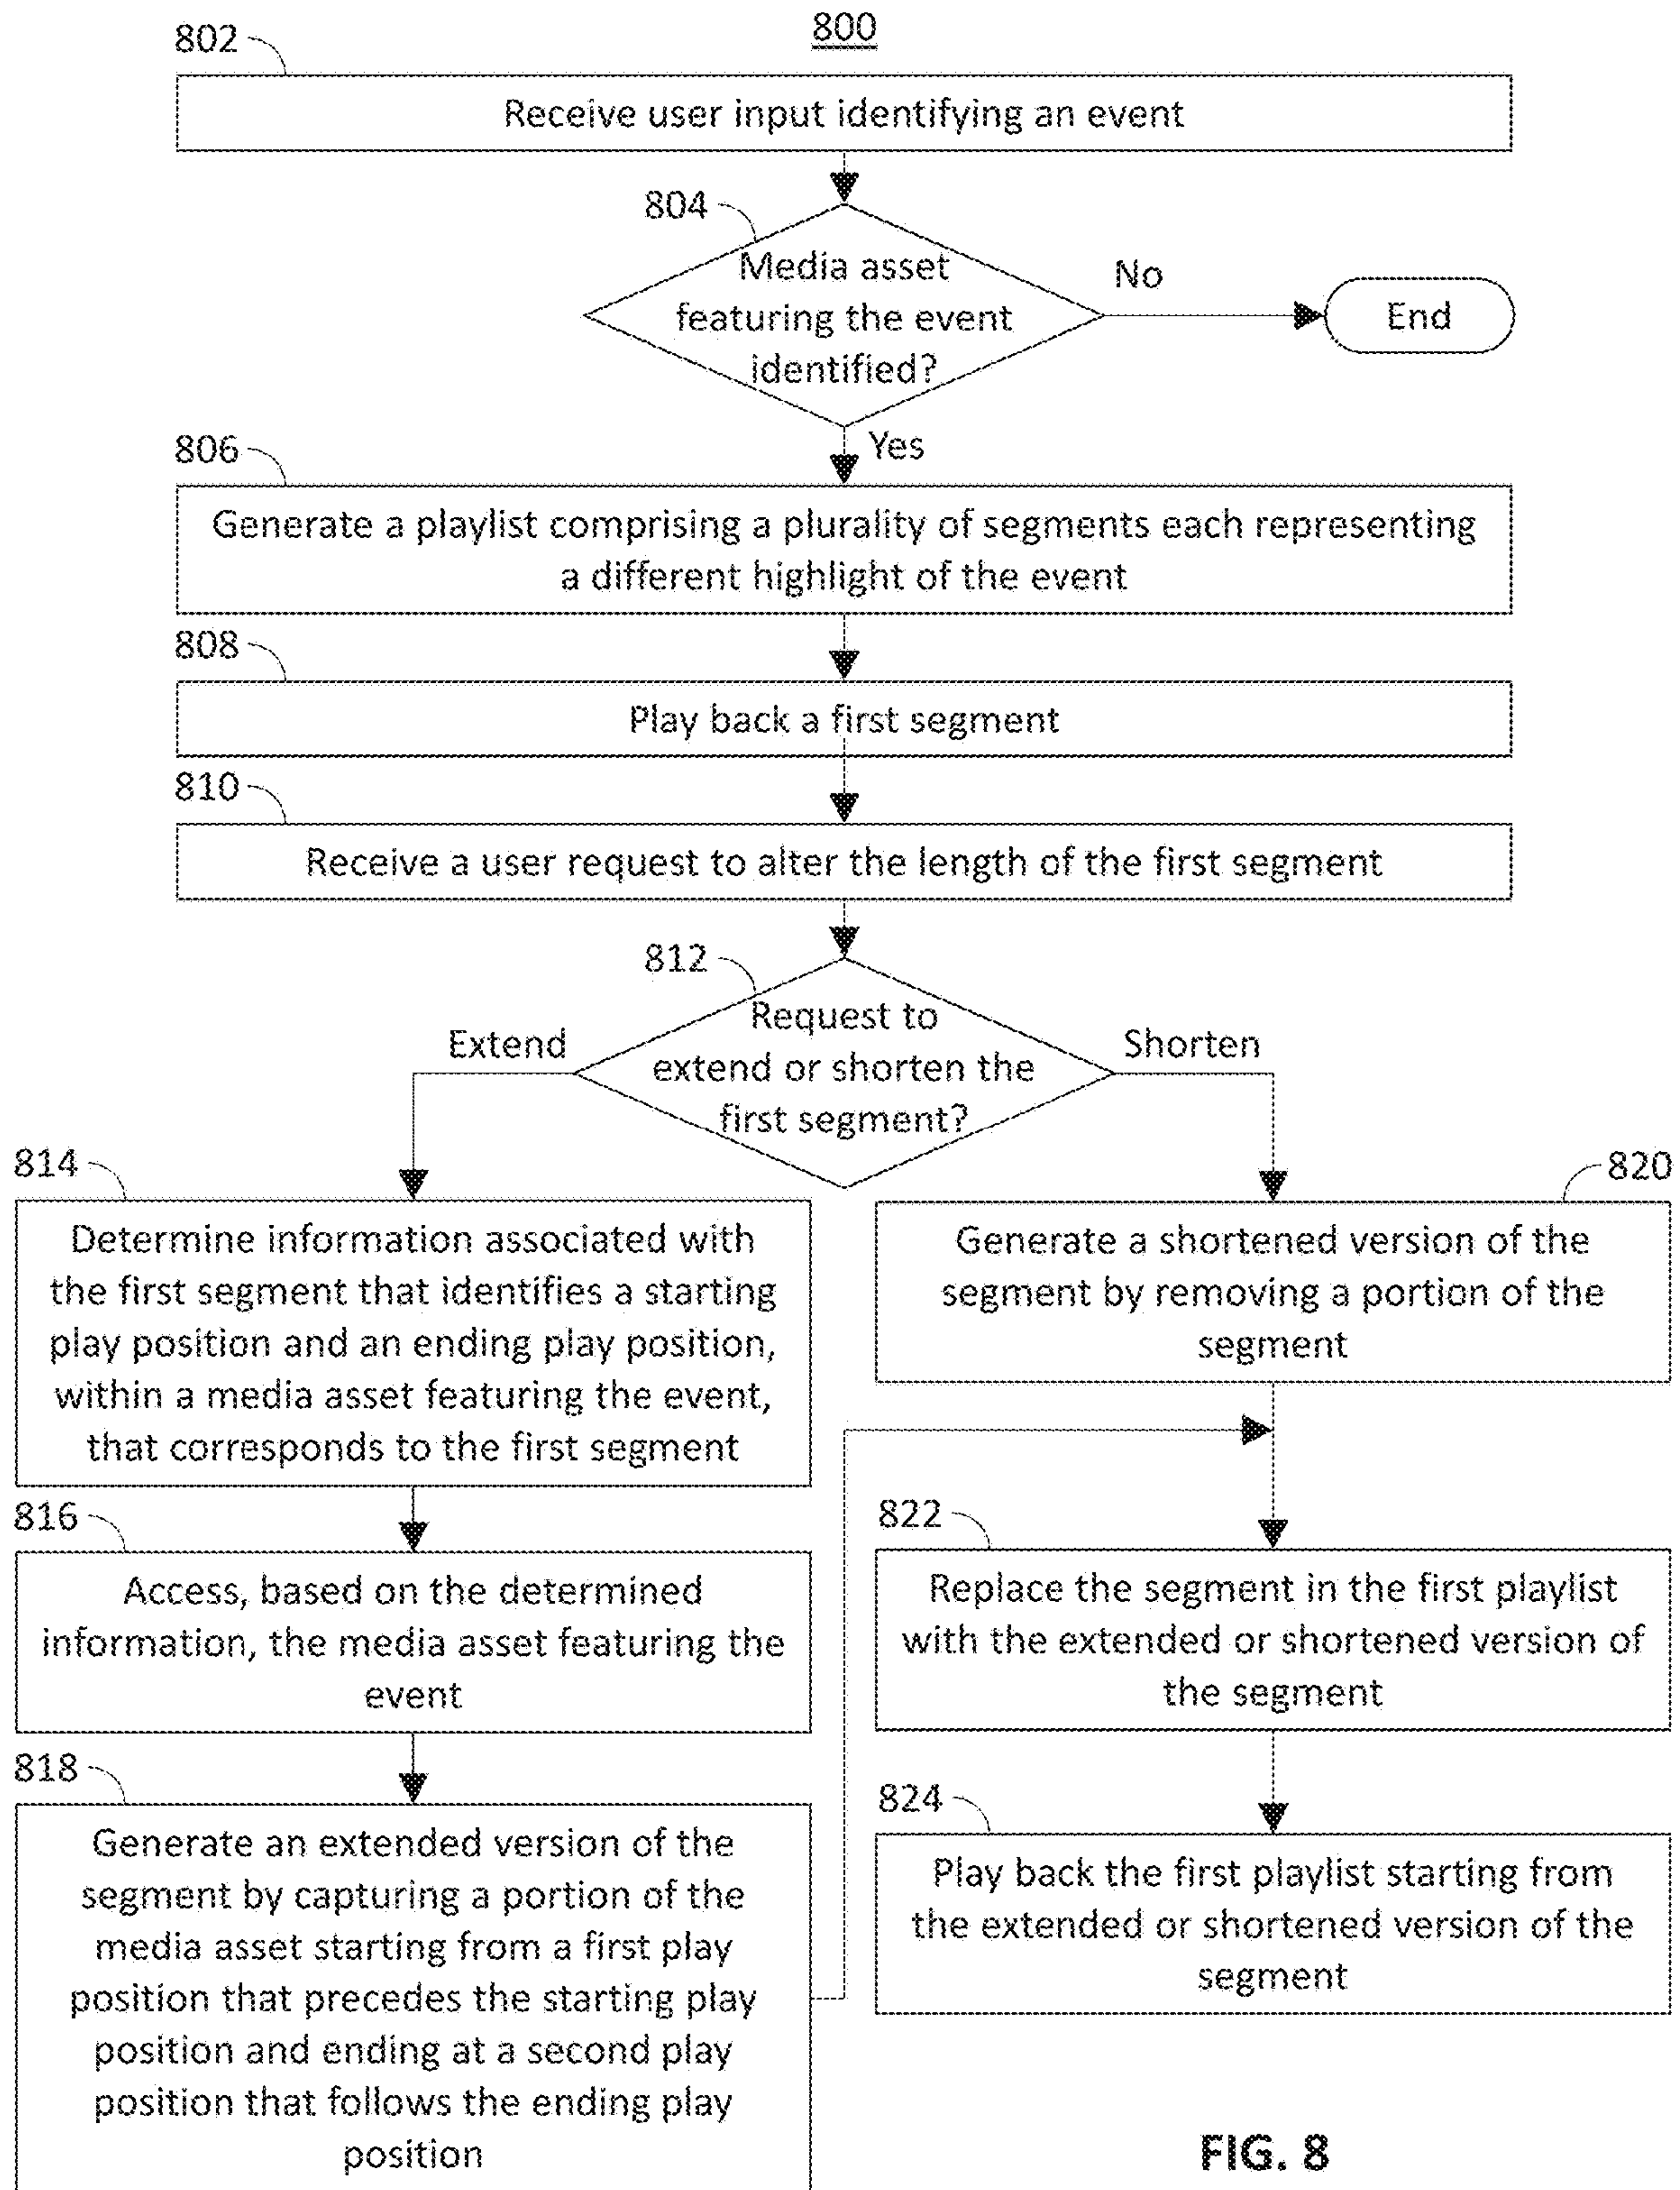 800
802
Receive user input identifying an event
804
Media asset
featuring the event
identified?
No
End
Yes
806
Generate a playlist comprising a plurality of segments each representing
a different highlight of the event
808
Play back a first segment
810
Receive a user request to alter the length of the first segment
812
Request to
extend or shorten the
first segment?
Extend
Shorten
814
Determine information associated with
the first segment that identifies a starting
play position and an ending play position,
within a media asset featuring the event,
that corresponds to the first segment
816
Access, based on the determined
information, the media asset featuring the
event
818
Generate an extended version of the
segment by capturing a portion of the
media asset starting from a first play
position that precedes the starting play
position and ending at a second play
position that follows the ending play
position
820
Generate a shortened version of the
segment by removing a portion of the
segment
822
Replace the segment in the first playlist
with the extended or shortened version of
the segment
824
Play back the first playlist starting from
the extended or shortened version of the
segment
FIG. 8